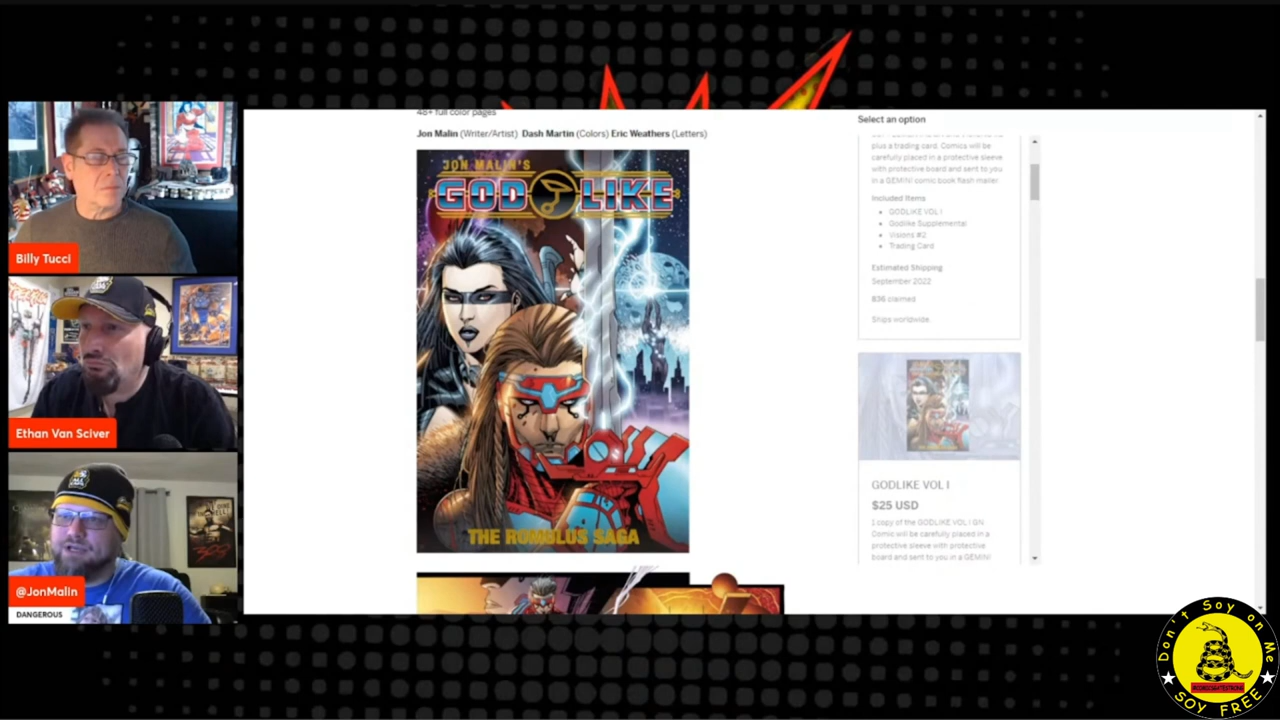 48+ full color pages
Jon Malin (Writer/Artist) Dash Martin (Colors) Eric Weathers (Letters)
JON MALIN'S
GOD LIKE
THE ROMULUS SAGA
Select an option
plus a trading card. Comics will be
carefully placed in a protective sleeve
with protective board and sent to you
in a GEMINI comic book flash mailer
Included Items
GODLIKE VOL I
Godlike Supplemental
Visions #2
Trading Card
Estimated Shipping
September 2022
836 claimed
Ships worldwide
GODLIKE VOL I
$25 USD
1 copy of the GODLIKE VOL I GN
Comic will be carefully placed in a
protective sleeve with protective
board and sent to you in a GEMINI
Billy Tucci
Ethan Van Sciver
@JonMalin
DANGEROUS
300
Don't Soy on Me
SOY FREE